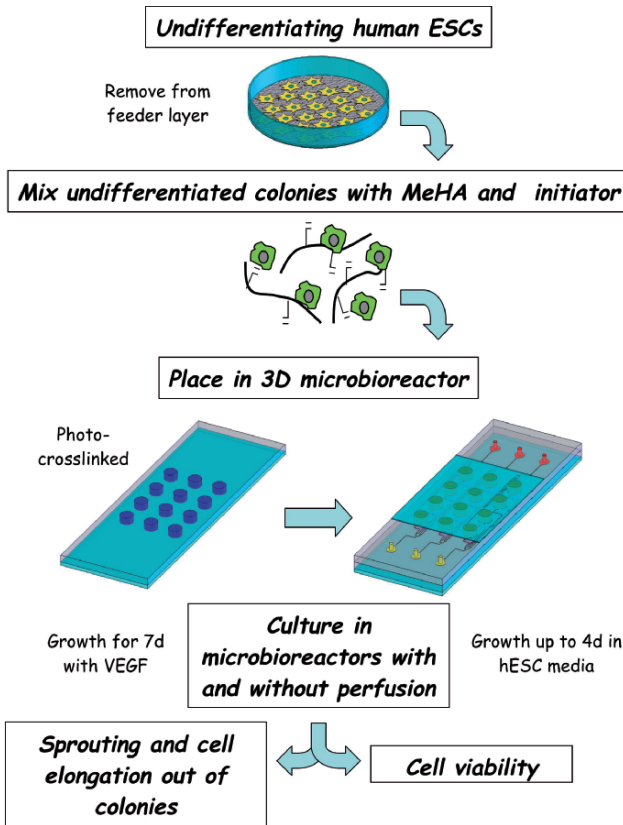 Undifferentiating human ESCs
Remove from
feeder layer
Mix undifferentiated colonies with MeHA and initiator
Place in 3D microbioreactor
Photo-
crosslinked
Growth for 7d
with VEGF
Culture in
microbioreactors with
and without perfusion
Growth up to 4d in
hESC media
Sprouting and cell
elongation out of
colonies
Cell viability